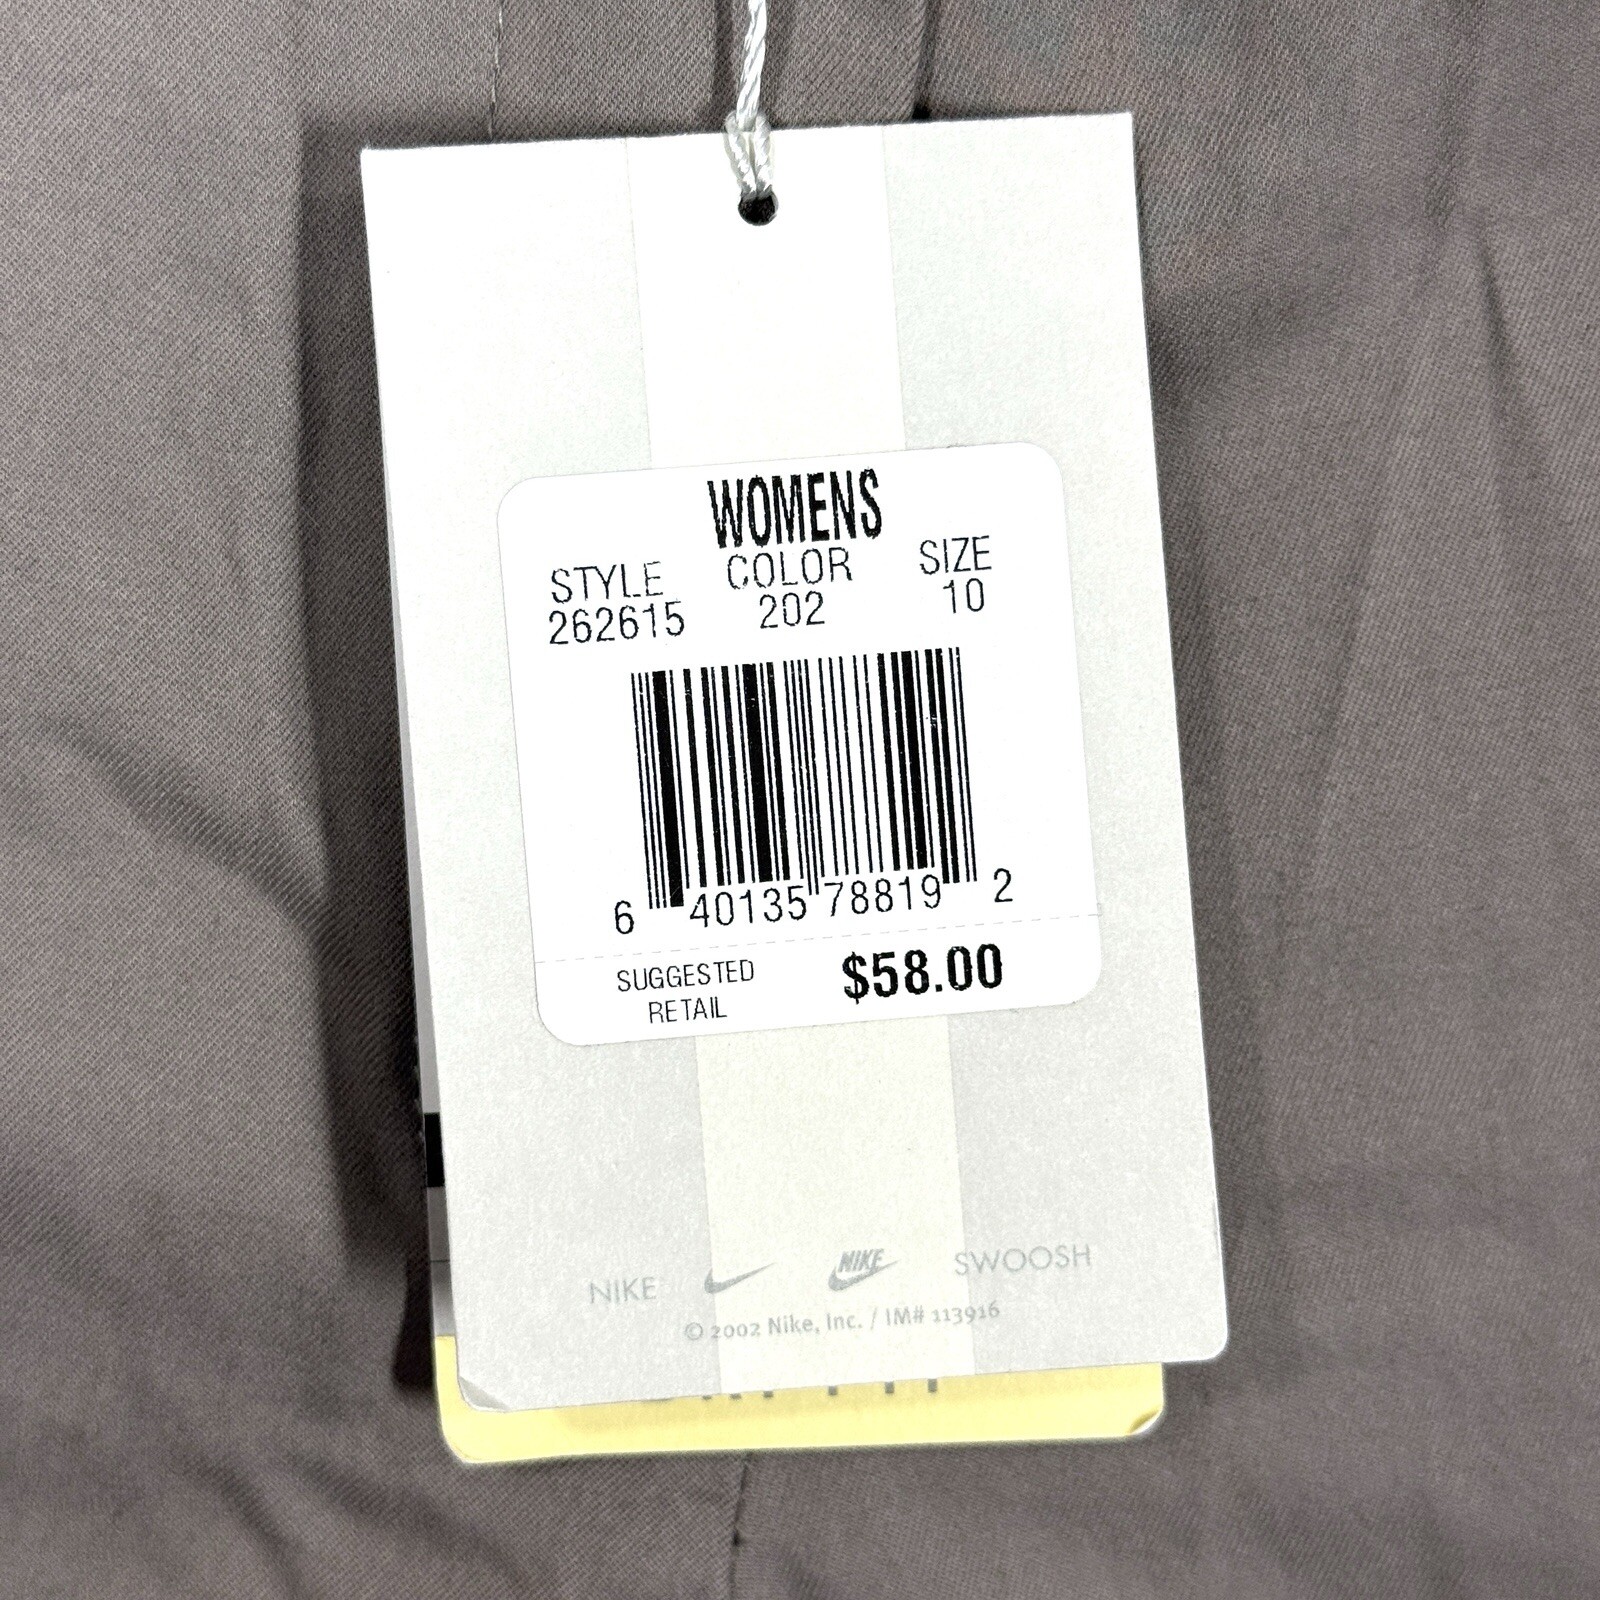 WOMENS
STYLE COLOR SIZE
262615 202 10
6 40135 78819 2
SUGGESTED RETAIL $58.00
NIKE NIKE SWOOSH
© 2002 Nike, Inc. / IM# 113916